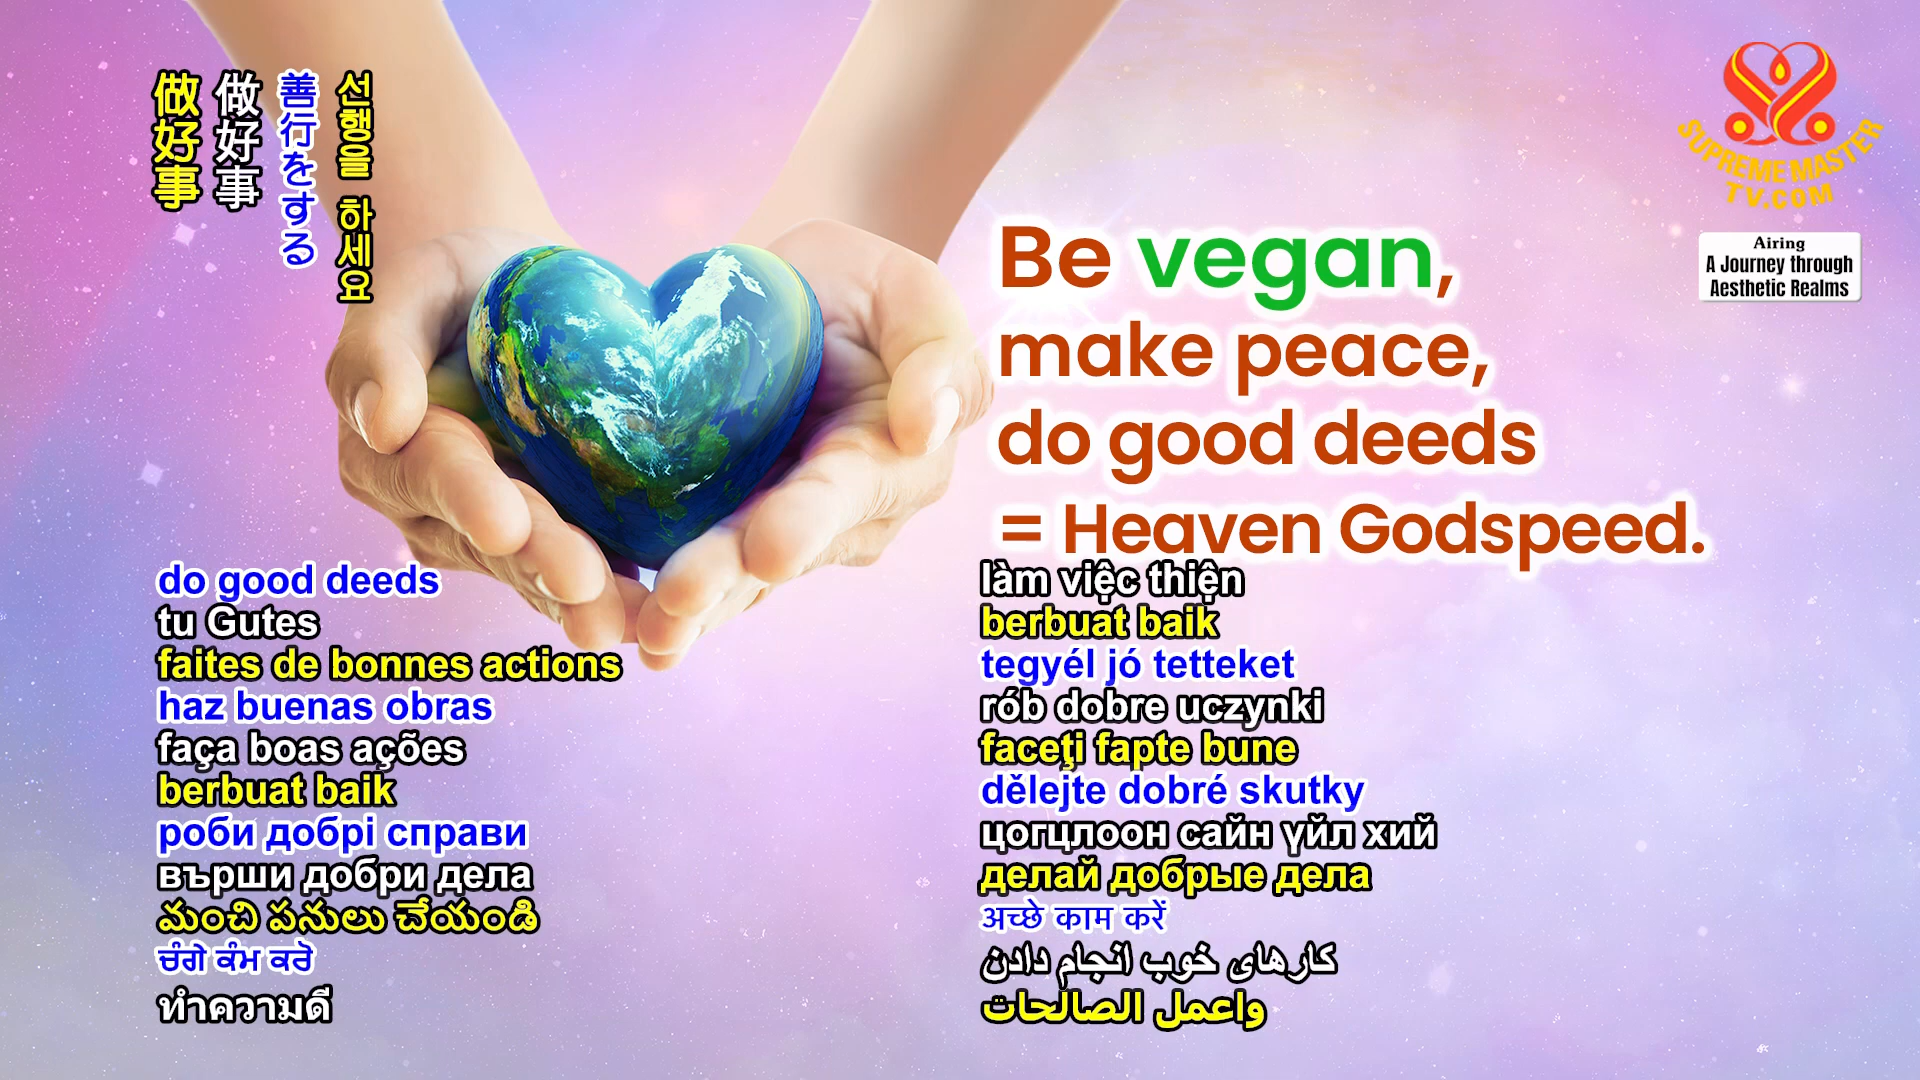 做好事
做好事
善行をする
선행을 하세요
SUPREME MASTER
TV.COM
Airing
A Journey through
Aesthetic Realms
Be vegan,
make peace,
do good deeds
= Heaven Godspeed.
do good deeds
tu Gutes
faites de bonnes actions
haz buenas obras
faça boas ações
berbuat baik
роби добрі справи
върши добри дела
మంచి పనులు చేయండి
ਚੰਗੇ ਕੰਮ ਕਰੋ
ทำความดี
làm việc thiện
berbuat baik
tegyél jó tetteket
rób dobre uczynki
faceţi fapte bune
dělejte dobré skutky
цогцлоон сайн үйл хий
делай добрые дела
अच्छे काम करें
کارهای خوب انجام دادن
واعمل الصالحات